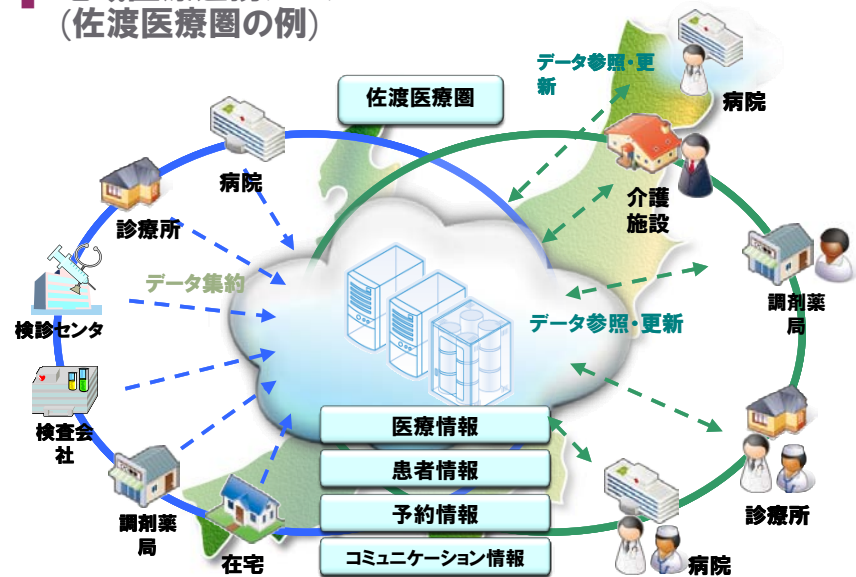 (佐渡医療圏の例)
データ参照・更
新
病院
佐渡医療圏
病院
介護
施設
診療所
データ集約
調剤薬
局
検診センタ
データ参照・更新
検査会
社
医療情報
患者情報
予約情報
コミュニケーション情報
調剤薬
局
在宅
病院
診療所